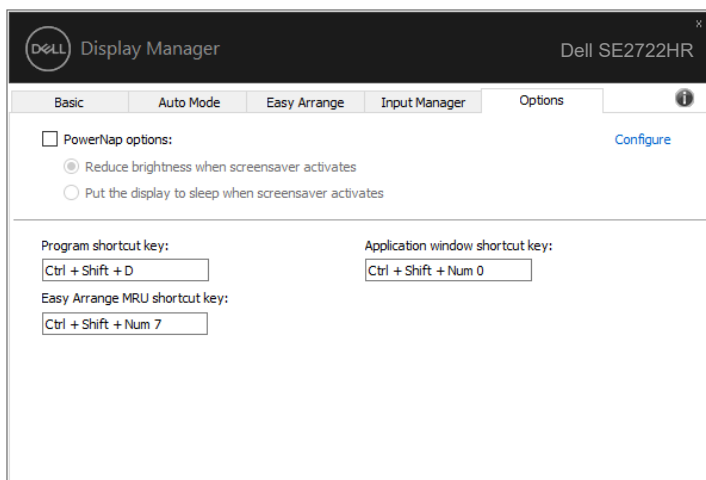 x
DELL Display Manager
Dell SE2722HR
Basic Auto Mode Easy Arrange Input Manager Options i
PowerNap options: Configure
Reduce brightness when screensaver activates
Put the display to sleep when screensaver activates
Program shortcut key: Application window shortcut key:
Ctrl + Shift + D Ctrl + Shift + Num 0
Easy Arrange MRU shortcut key:
Ctrl + Shift + Num 7